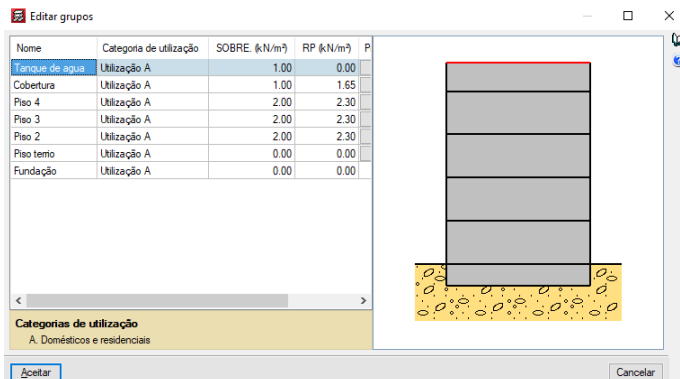 Editar grupos
Nome Categoria de utilização SOBRE. (kN/m²) RP (kN/m²) P
Tanque de agua Utilização A 1.00 0.00
Cobertura Utilização A 1.00 1.65
Piso 4 Utilização A 2.00 2.30
Piso 3 Utilização A 2.00 2.30
Piso 2 Utilização A 2.00 2.30
Piso terrio Utilização A 0.00 0.00
Fundação Utilização A 0.00 0.00
Categorias de utilização
A. Domésticos e residenciais
Aceitar Cancelar